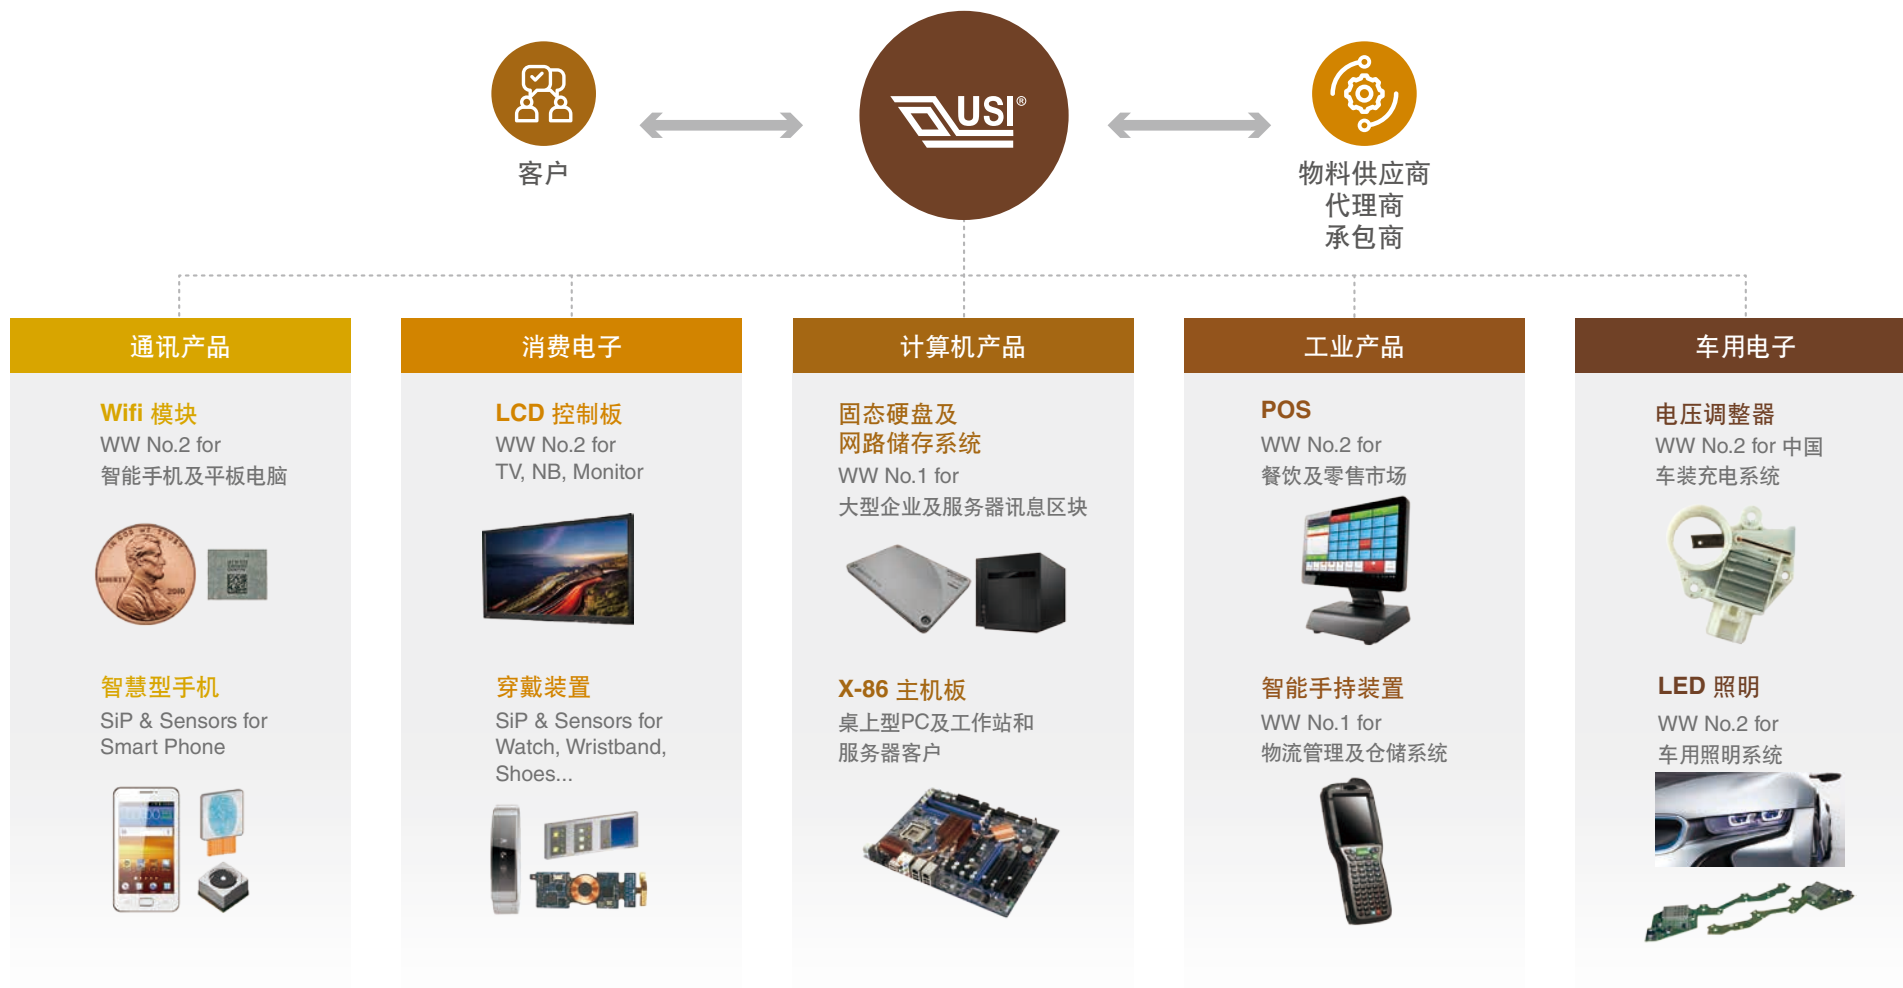 USI®
客户
物料供应商
代理商
承包商
通讯产品
Wifi 模块
WW No.2 for
智能手机及平板电脑
IN GOD WE TRUST
LIBERTY
2010
智慧型手机
SiP & Sensors for
Smart Phone
消费电子
LCD 控制板
WW No.2 for
TV, NB, Monitor
穿戴装置
SiP & Sensors for
Watch, Wristband,
Shoes...
计算机产品
固态硬盘及
网路储存系统
WW No.1 for
大型企业及服务器讯息区块
X-86 主机板
桌上型PC及工作站和
服务器客户
工业产品
POS
WW No.2 for
餐饮及零售市场
智能手持装置
WW No.1 for
物流管理及仓储系统
车用电子
电压调整器
WW No.2 for 中国
车装充电系统
LED 照明
WW No.2 for
车用照明系统